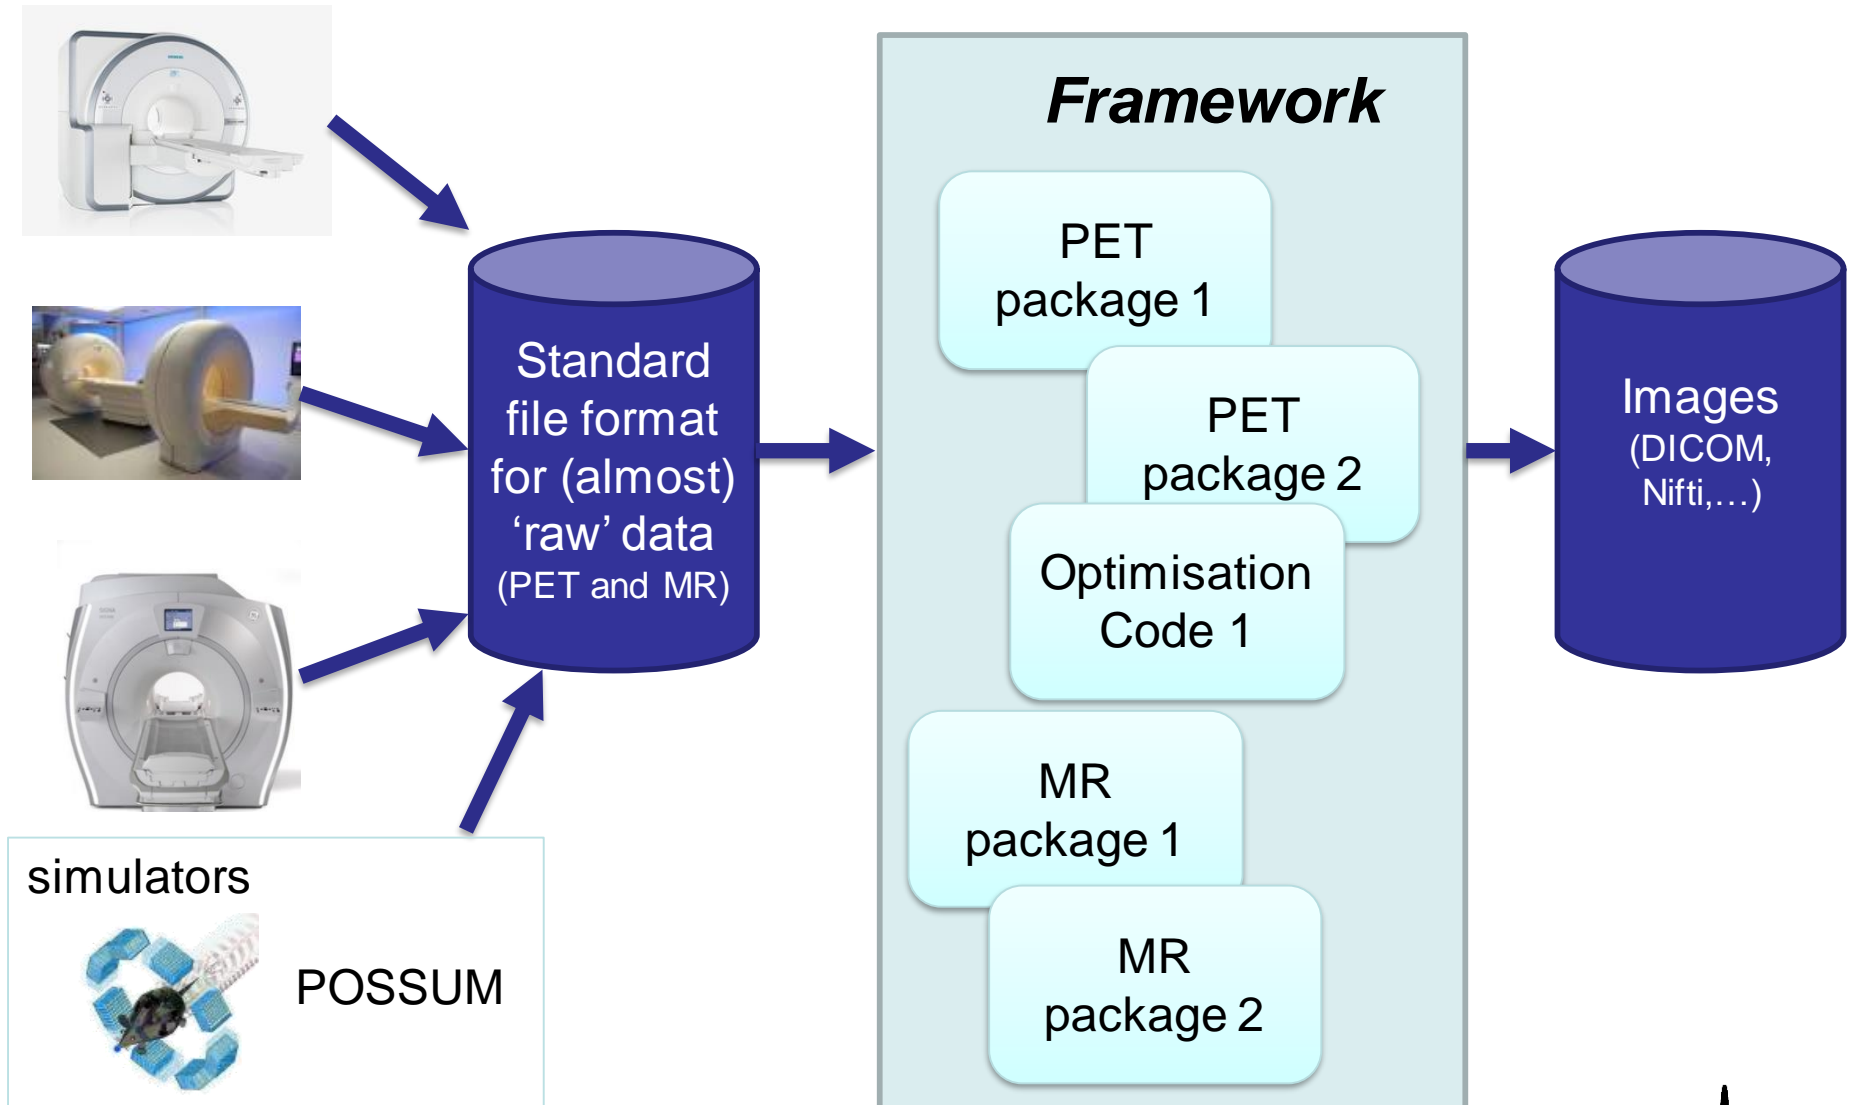 Framework
PET
package 1
PET
package 2
Optimisation
Code 1
MR
package 1
MR
package 2
Standard
file format
for (almost)
‘raw’ data
(PET and MR)
Images
(DICOM,
Nifti,…)
simulators
POSSUM